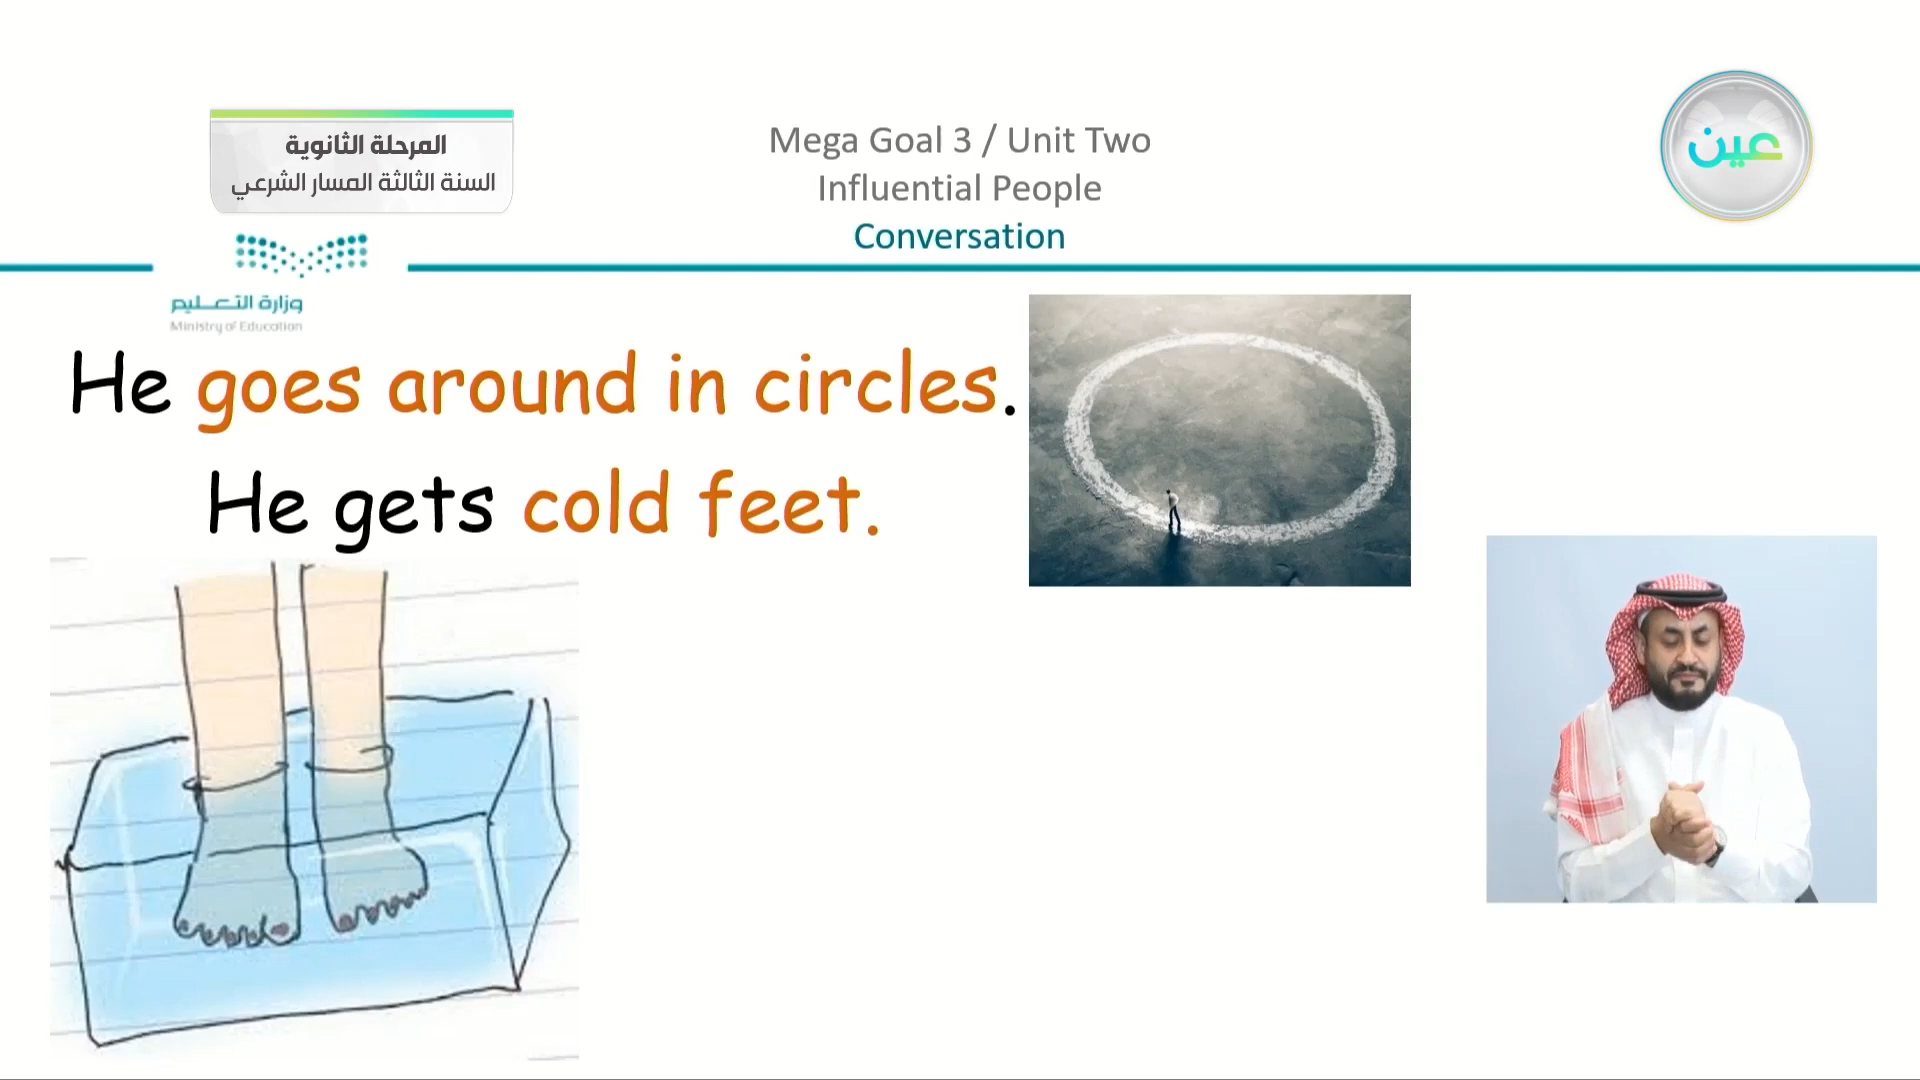 المرحلة الثانوية
السنة الثالثة المسار الشرعي
Mega Goal 3 / Unit Two
Influential People
Conversation
عين
وزارة التعليم
Ministry of Education
He goes around in circles.
He gets cold feet.